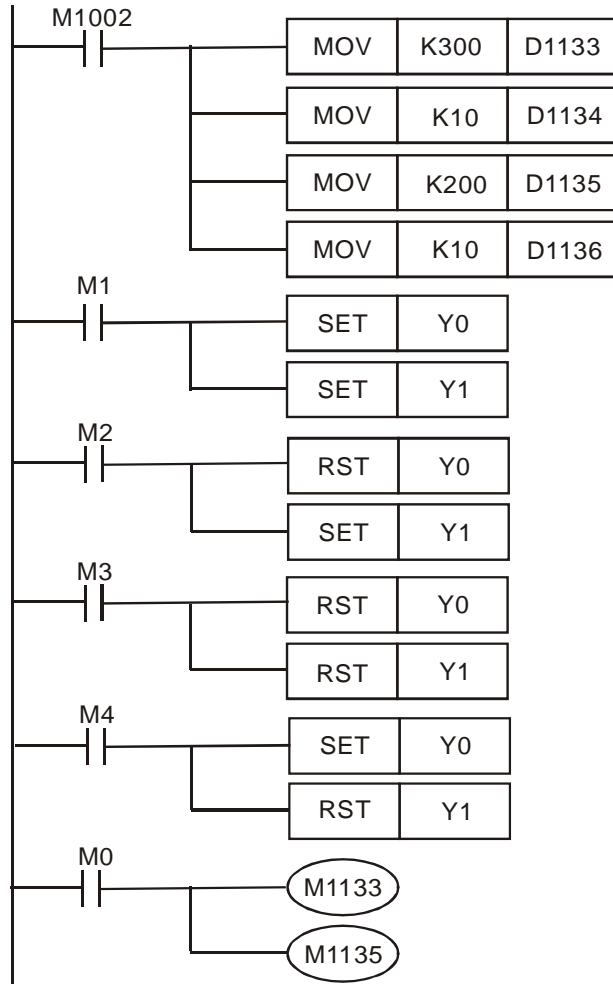 M1002
MOV K300 D1133
MOV K10 D1134
MOV K200 D1135
MOV K10 D1136
M1
SET Y0
SET Y1
M2
RST Y0
SET Y1
M3
RST Y0
RST Y1
M4
SET Y0
RST Y1
M0
M1133
M1135